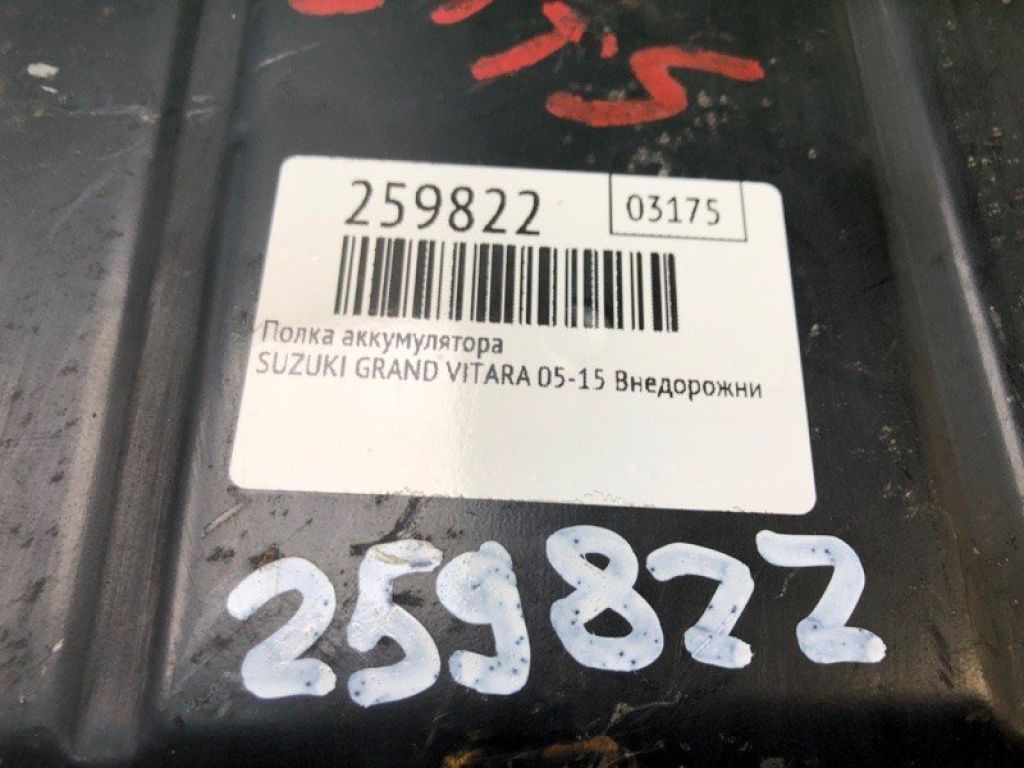 259822
03175
Полка аккумулятора
SUZUKI GRAND VITARA 05-15 Внедорожни
259822